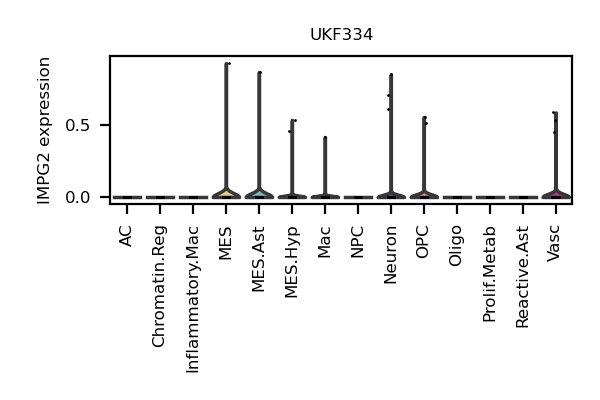 UKF334
IMPG2 expression
0.5
0.0
AC
Chromatin.Reg
Inflammatory.Mac
MES
MES.Ast
MES.Hyp
Mac
NPC
Neuron
OPC
Oligo
Prolif.Metab
Reactive.Ast
Vasc